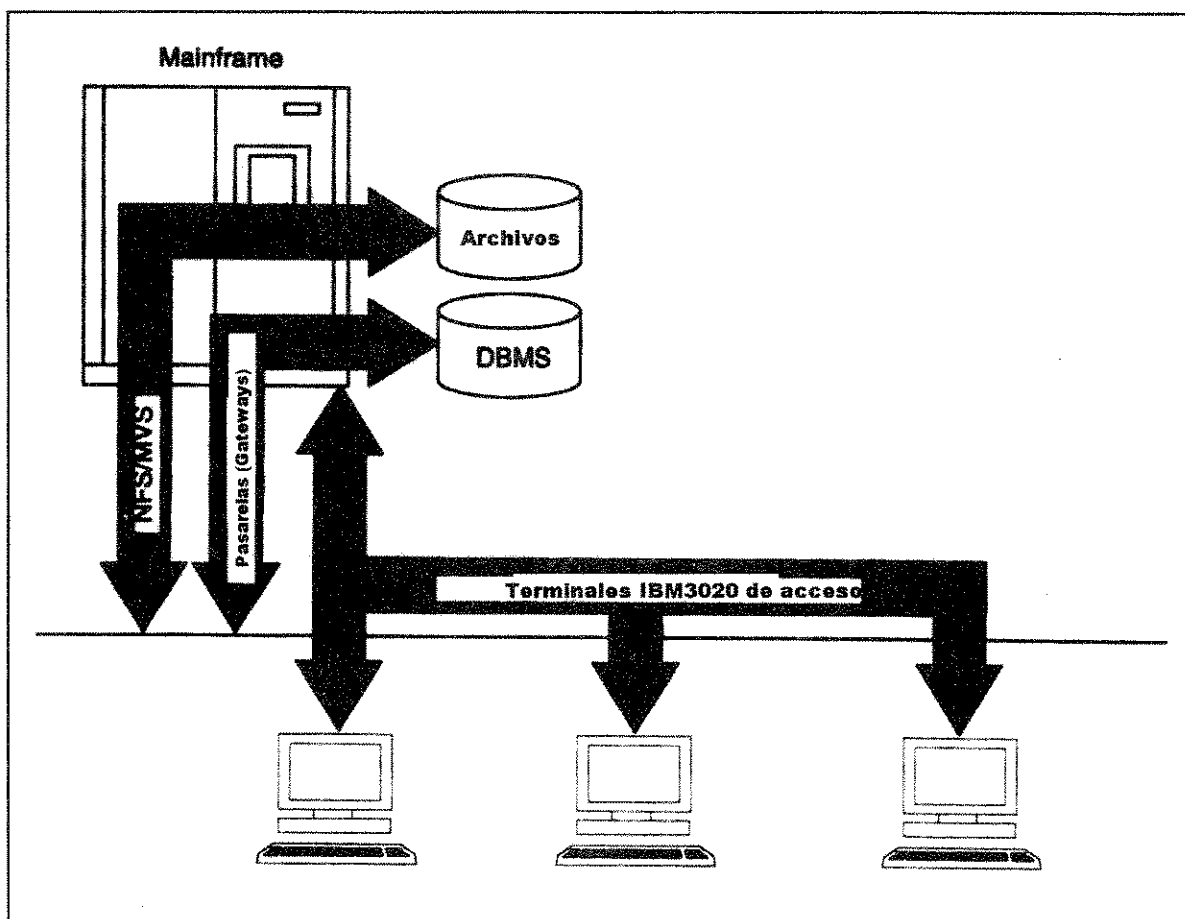 Mainframe
Archivos
DBMS
NFS/MVS
Pasarelas (Gateways)
Terminales IBM3020 de acceso